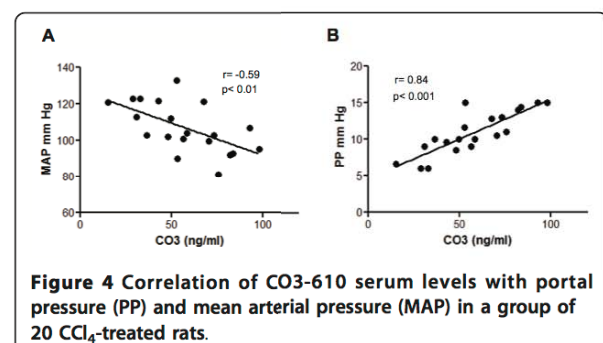 A
B
r= -0.59
p< 0.01
r= 0.84
p< 0.001
MAP mm Hg
140
120
100
80
60
0
50
100
CO3 (ng/ml)
PP mm Hg
20
15
10
5
0
0
50
100
CO3 (ng/ml)
Figure 4 Correlation of CO3-610 serum levels with portal
pressure (PP) and mean arterial pressure (MAP) in a group of
20 CCl₄-treated rats.